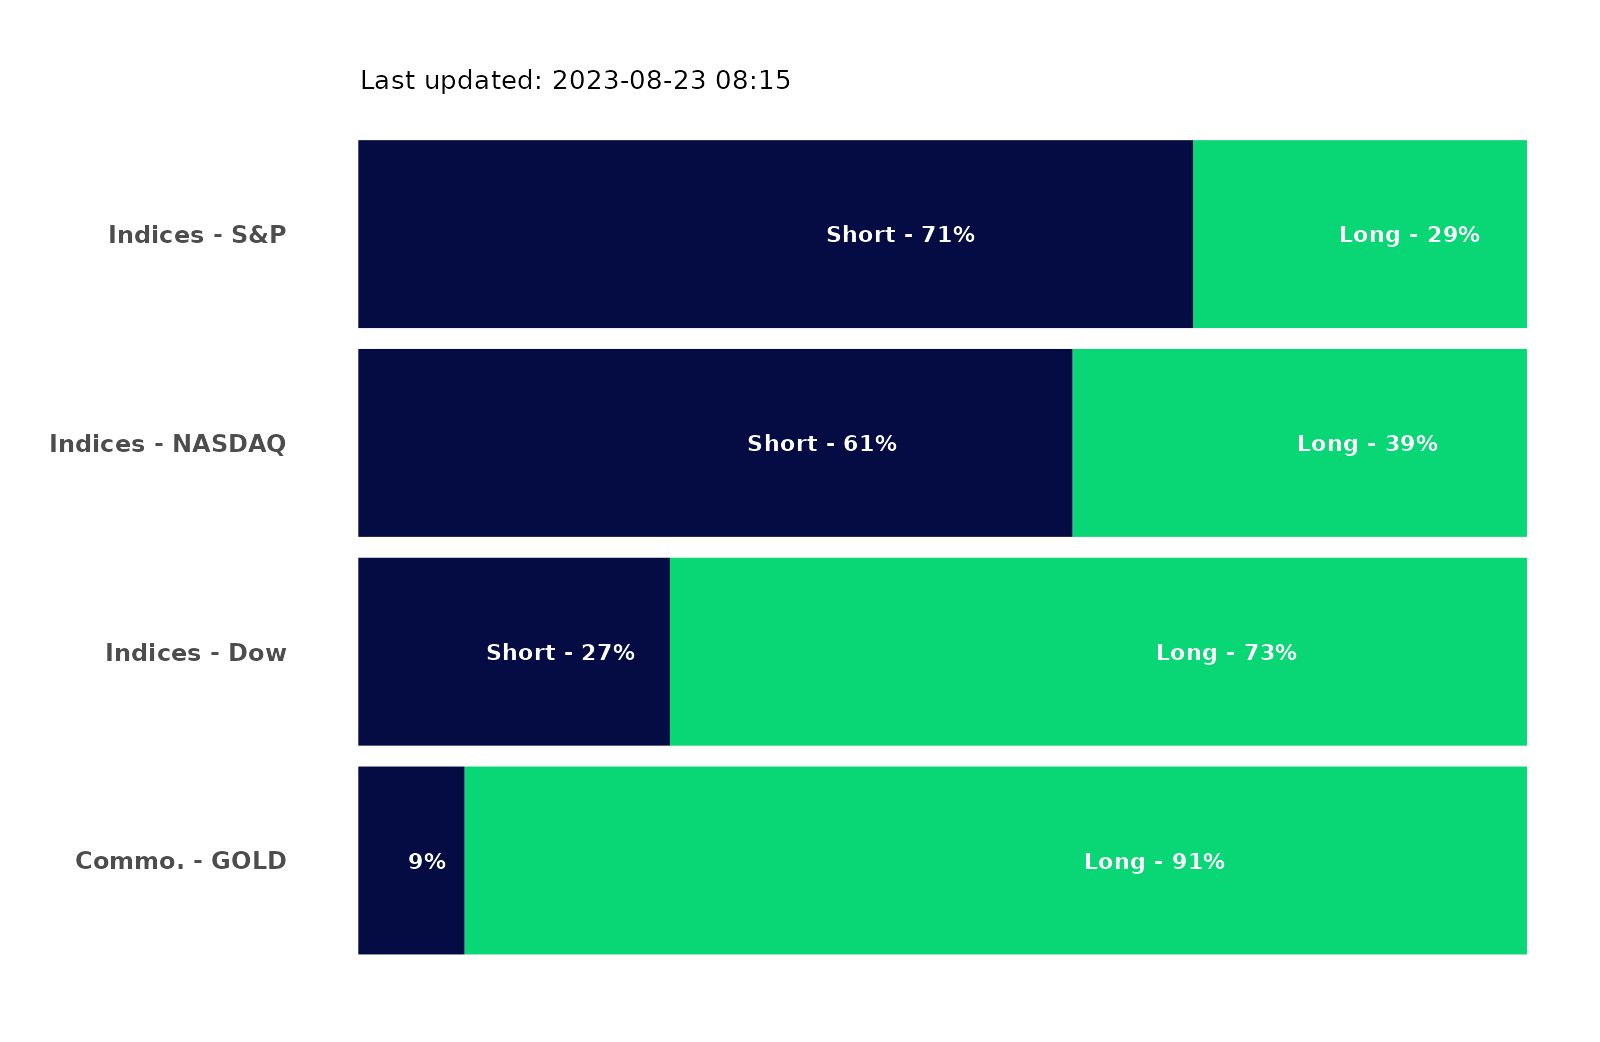 Last updated: 2023-08-23 08:15
Indices - S&P Short - 71% Long - 29%
Indices - NASDAQ Short - 61% Long - 39%
Indices - Dow Short - 27% Long - 73%
Commo. - GOLD 9% Long - 91%